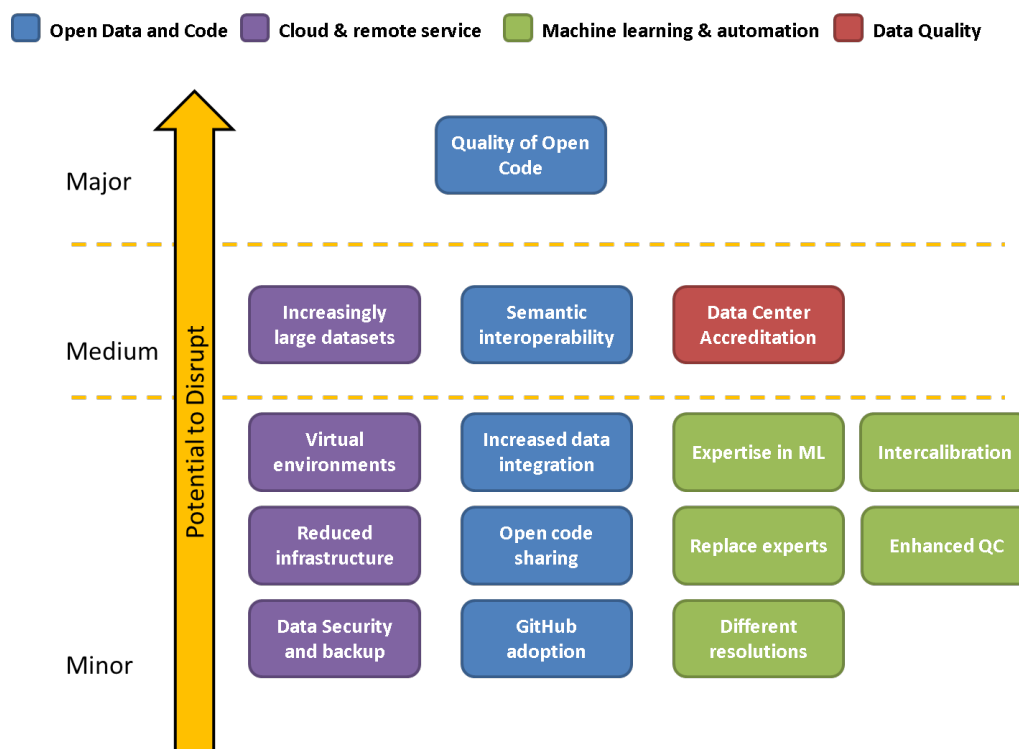 Open Data and Code
Cloud & remote service
Machine learning & automation
Data Quality
Potential to Disrupt
Major
Quality of Open
Code
Medium
Increasingly
large datasets
Semantic
interoperability
Data Center
Accreditation
Virtual
environments
Increased data
integration
Expertise in ML
Intercalibration
Reduced
infrastructure
Open code
sharing
Replace experts
Enhanced QC
Minor
Data Security
and backup
GitHub
adoption
Different
resolutions